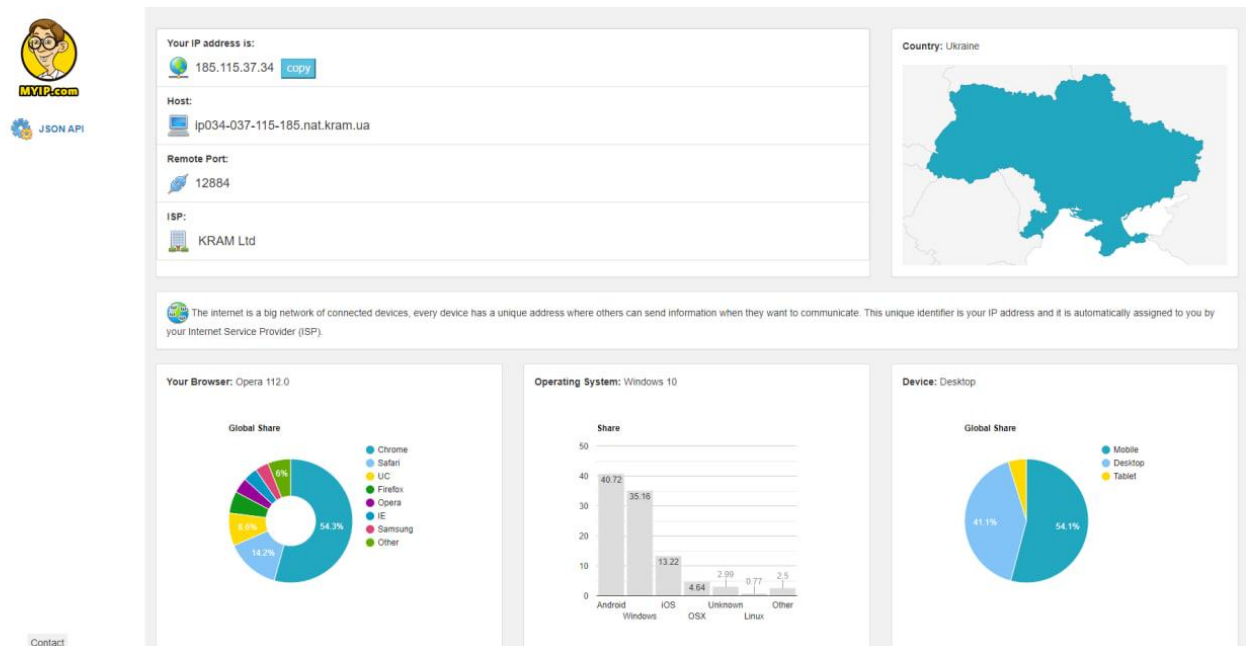 MYIP.com
JSON API
Contact
Your IP address is:
185.115.37.34 copy
Host:
ip034-037-115-185.nat.kram.ua
Remote Port:
12884
ISP:
KRAM Ltd
Country: Ukraine
The internet is a big network of connected devices, every device has a unique address where others can send information when they want to communicate. This unique identifier is your IP address and it is automatically assigned to you by
your Internet Service Provider (ISP).
Your Browser: Opera 112.0
Global Share
Chrome
Safari
UC
Firefox
Opera
IE
Samsung
Other
6%
54.3%
8.6%
14.2%
Operating System: Windows 10
Share
50
40
30
20
10
0
40.72
35.16
13.22
4.64
2.99
0.77
2.5
Android
Windows
iOS
OSX
Unknown
Linux
Other
Device: Desktop
Global Share
Mobile
Desktop
Tablet
41.1%
54.1%